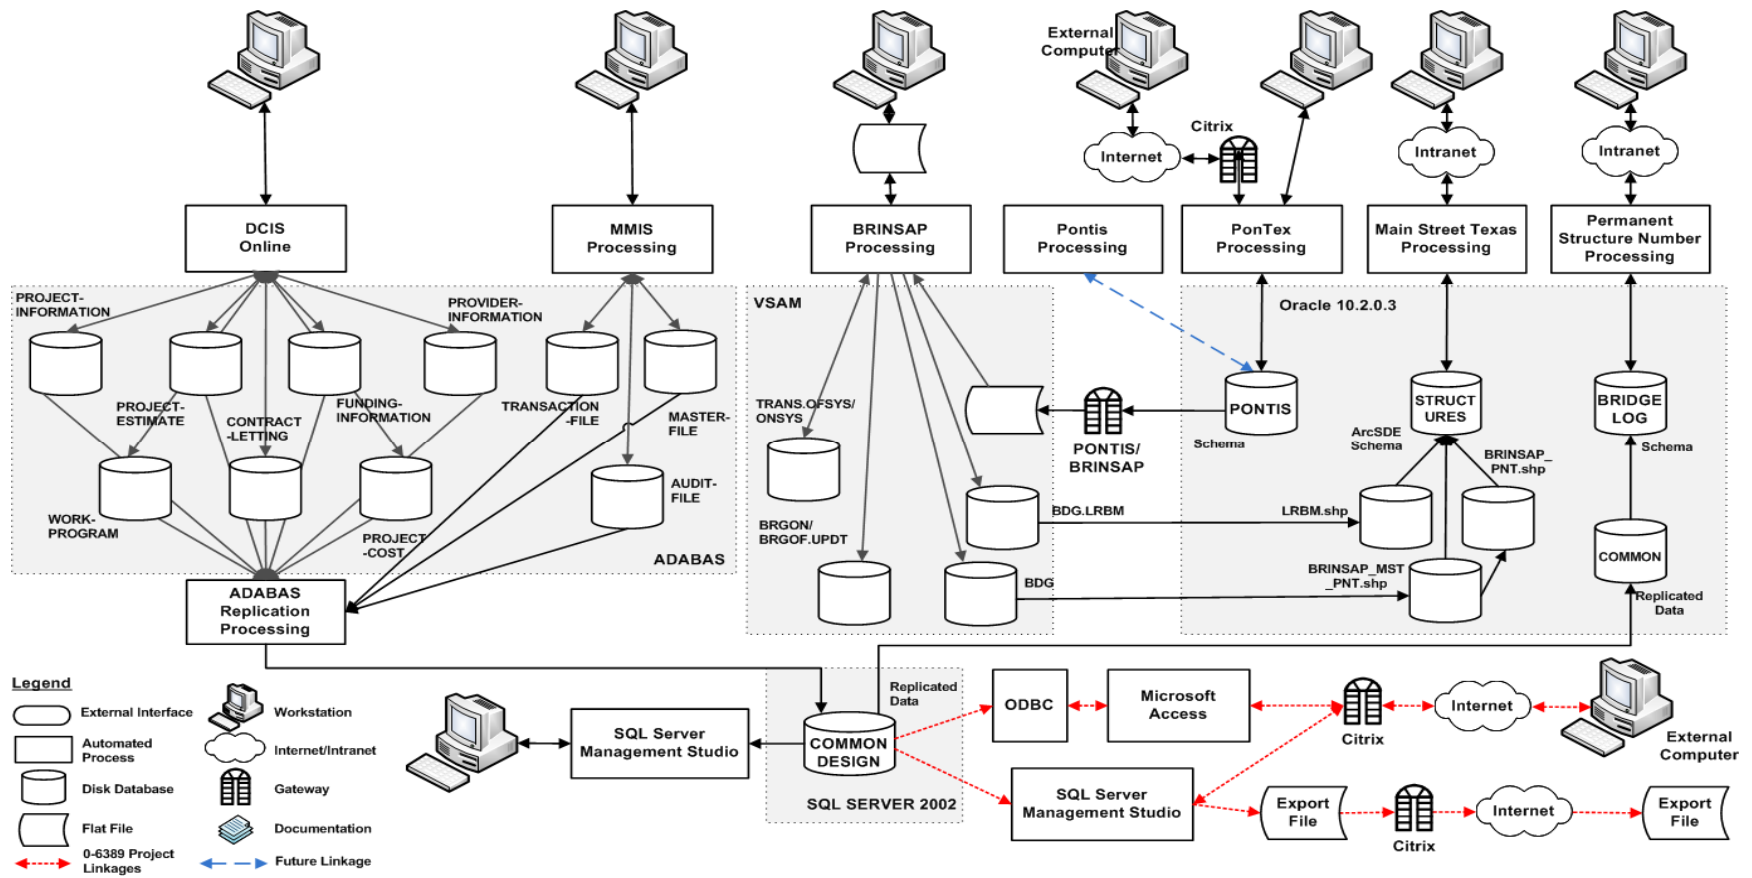 External
Computer
Citrix
Internet
Intranet
Intranet
DCIS
Online
MMIS
Processing
BRINSAP
Processing
Pontis
Processing
PonTex
Processing
Main Street Texas
Processing
Permanent
Structure Number
Processing
PROJECT-
INFORMATION
PROVIDER-
INFORMATION
VSAM
Oracle 10.2.0.3
PROJECT-
ESTIMATE
CONTRACT
-LETTING
FUNDING-
INFORMATION
TRANSACTION
-FILE
MASTER-
FILE
TRANS.OFSYS/
ONSYS
PONTIS/
BRINSAP
PONTIS
Schema
STRUCT
URES
ArcSDE
Schema
BRINSAP_
PNT.shp
BRIDGE
LOG
Schema
WORK-
PROGRAM
PROJECT
-COST
AUDIT-
FILE
ADABAS
BRGON/
BRGOF.UPDT
BDG.LRBM
LRBM.shp
BDG
BRINSAP_MST
_PNT.shp
COMMON
Replicated
Data
ADABAS
Replication
Processing
Legend
External Interface
Automated
Process
Disk Database
Flat File
0-6389 Project
Linkages
Workstation
Internet/Intranet
Gateway
Documentation
Future Linkage
SQL Server
Management Studio
Replicated
Data
COMMON
DESIGN
SQL SERVER 2002
ODBC
Microsoft
Access
Citrix
Internet
External
Computer
SQL Server
Management Studio
Export
File
Citrix
Internet
Export
File